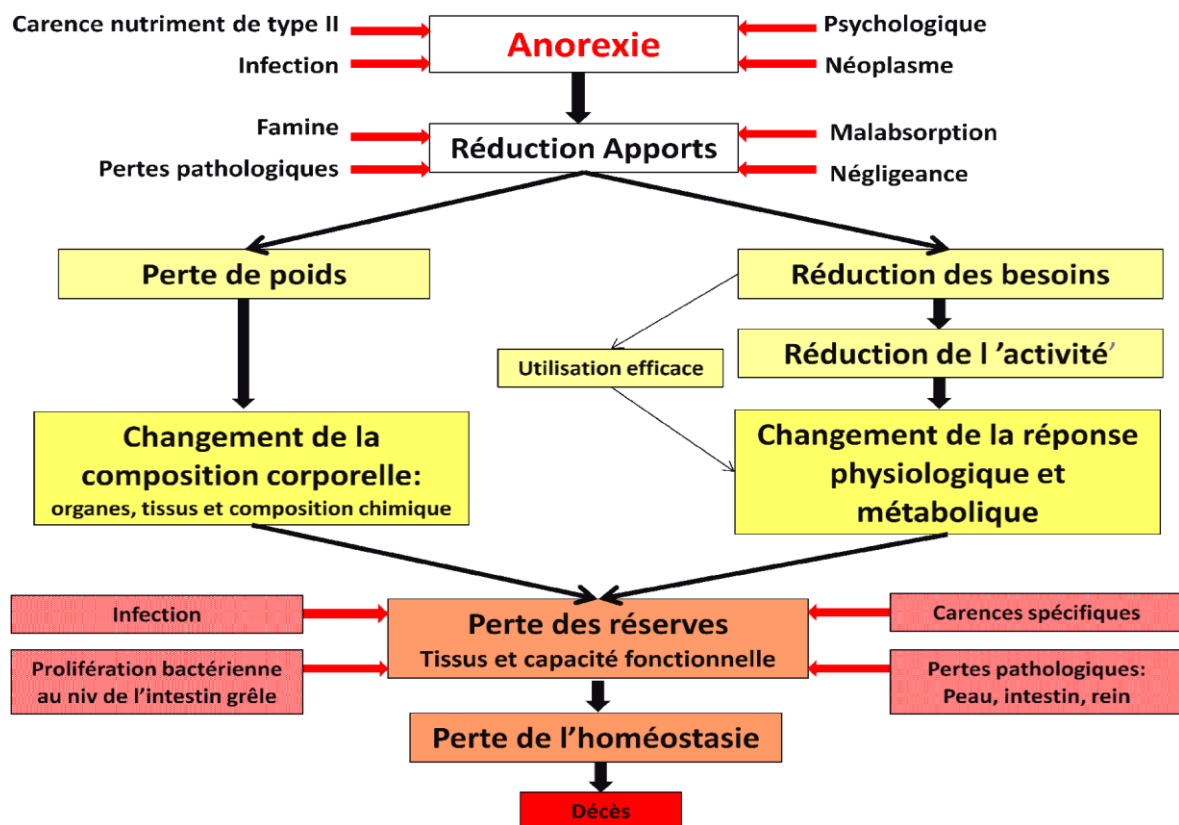 Carence nutriment de type II
Infection
Anorexie
Psychologique
Néoplasme
Famine
Pertes pathologiques
Réduction Apports
Malabsorption
Négligeance
Perte de poids
Réduction des besoins
Utilisation efficace
Réduction de l ’activité’
Changement de la
composition corporelle:
organes, tissus et composition chimique
Changement de la réponse
physiologique et
métabolique
Infection
Prolifération bactérienne
au niv de l’intestin grêle
Perte des réserves
Tissus et capacité fonctionnelle
Carences spécifiques
Pertes pathologiques:
Peau, intestin, rein
Perte de l’homéostasie
Décès